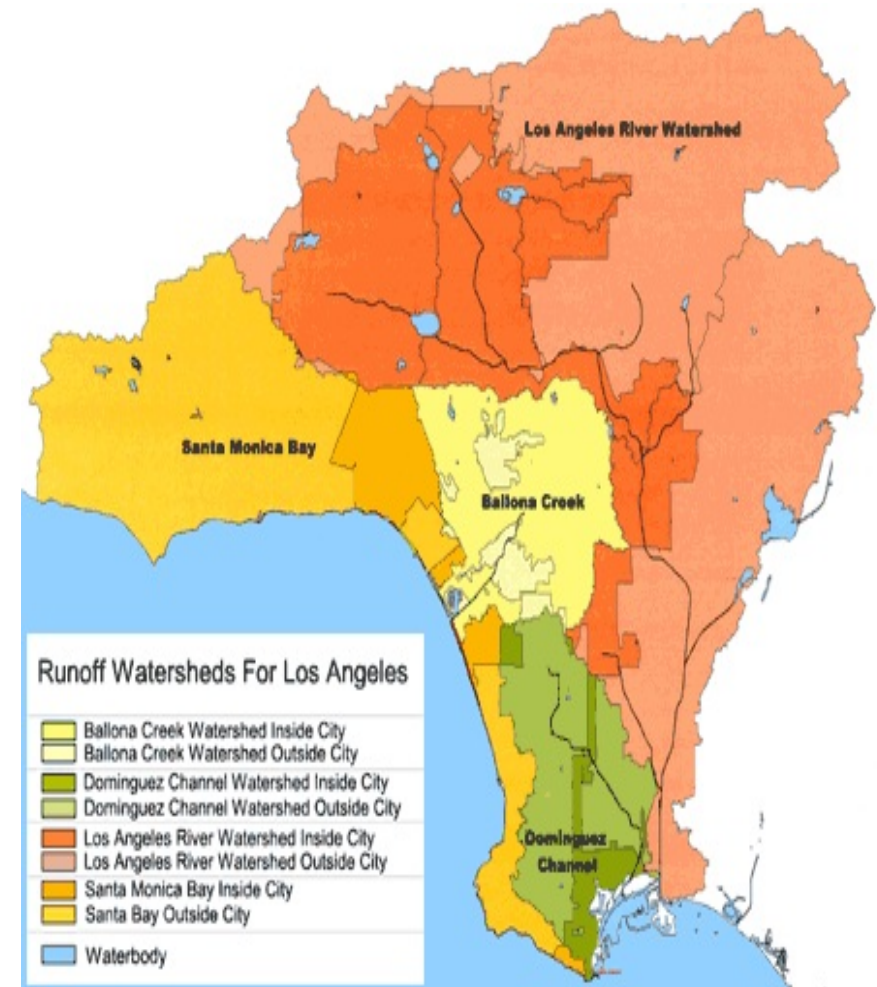 Los Angeles River Watershed
Santa Monica Bay
Ballona Creek
Dominguez
Channel
Runoff Watersheds For Los Angeles
Ballona Creek Watershed Inside City
Ballona Creek Watershed Outside City
Dominguez Channel Watershed Inside City
Dominguez Channel Watershed Outside City
Los Angeles River Watershed Inside City
Los Angeles River Watershed Outside City
Santa Monica Bay Inside City
Santa Bay Outside City
Waterbody